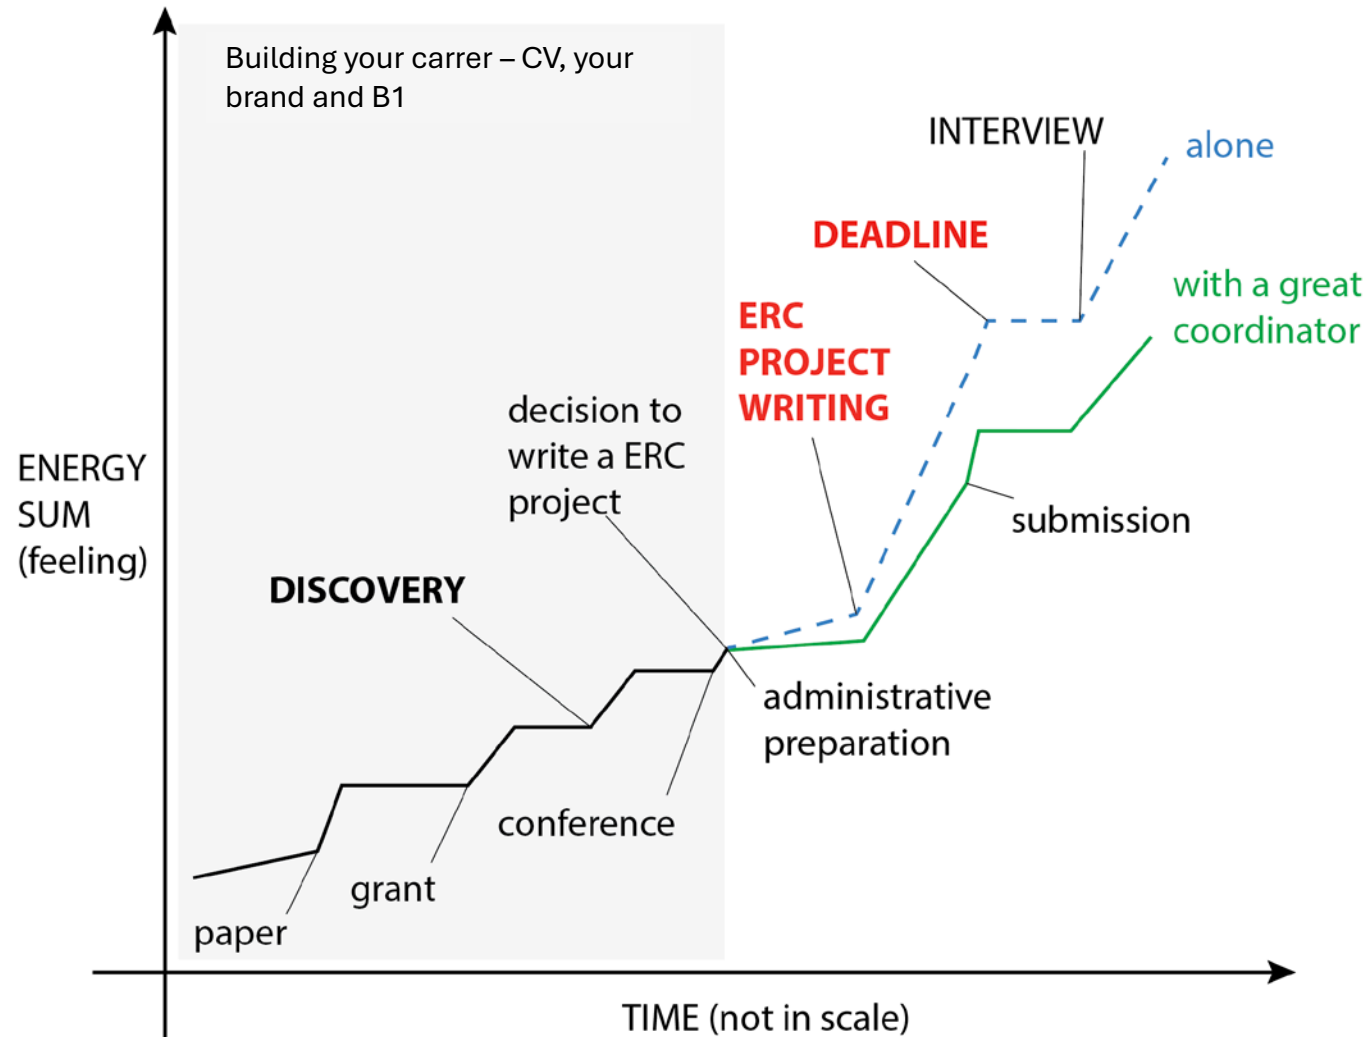 Building your carrer – CV, your
brand and B1
INTERVIEW
alone
DEADLINE
with a great
coordinator
ERC
PROJECT
WRITING
decision to
write a ERC
project
ENERGY
SUM
(feeling)
submission
DISCOVERY
administrative
preparation
conference
grant
paper
TIME (not in scale)